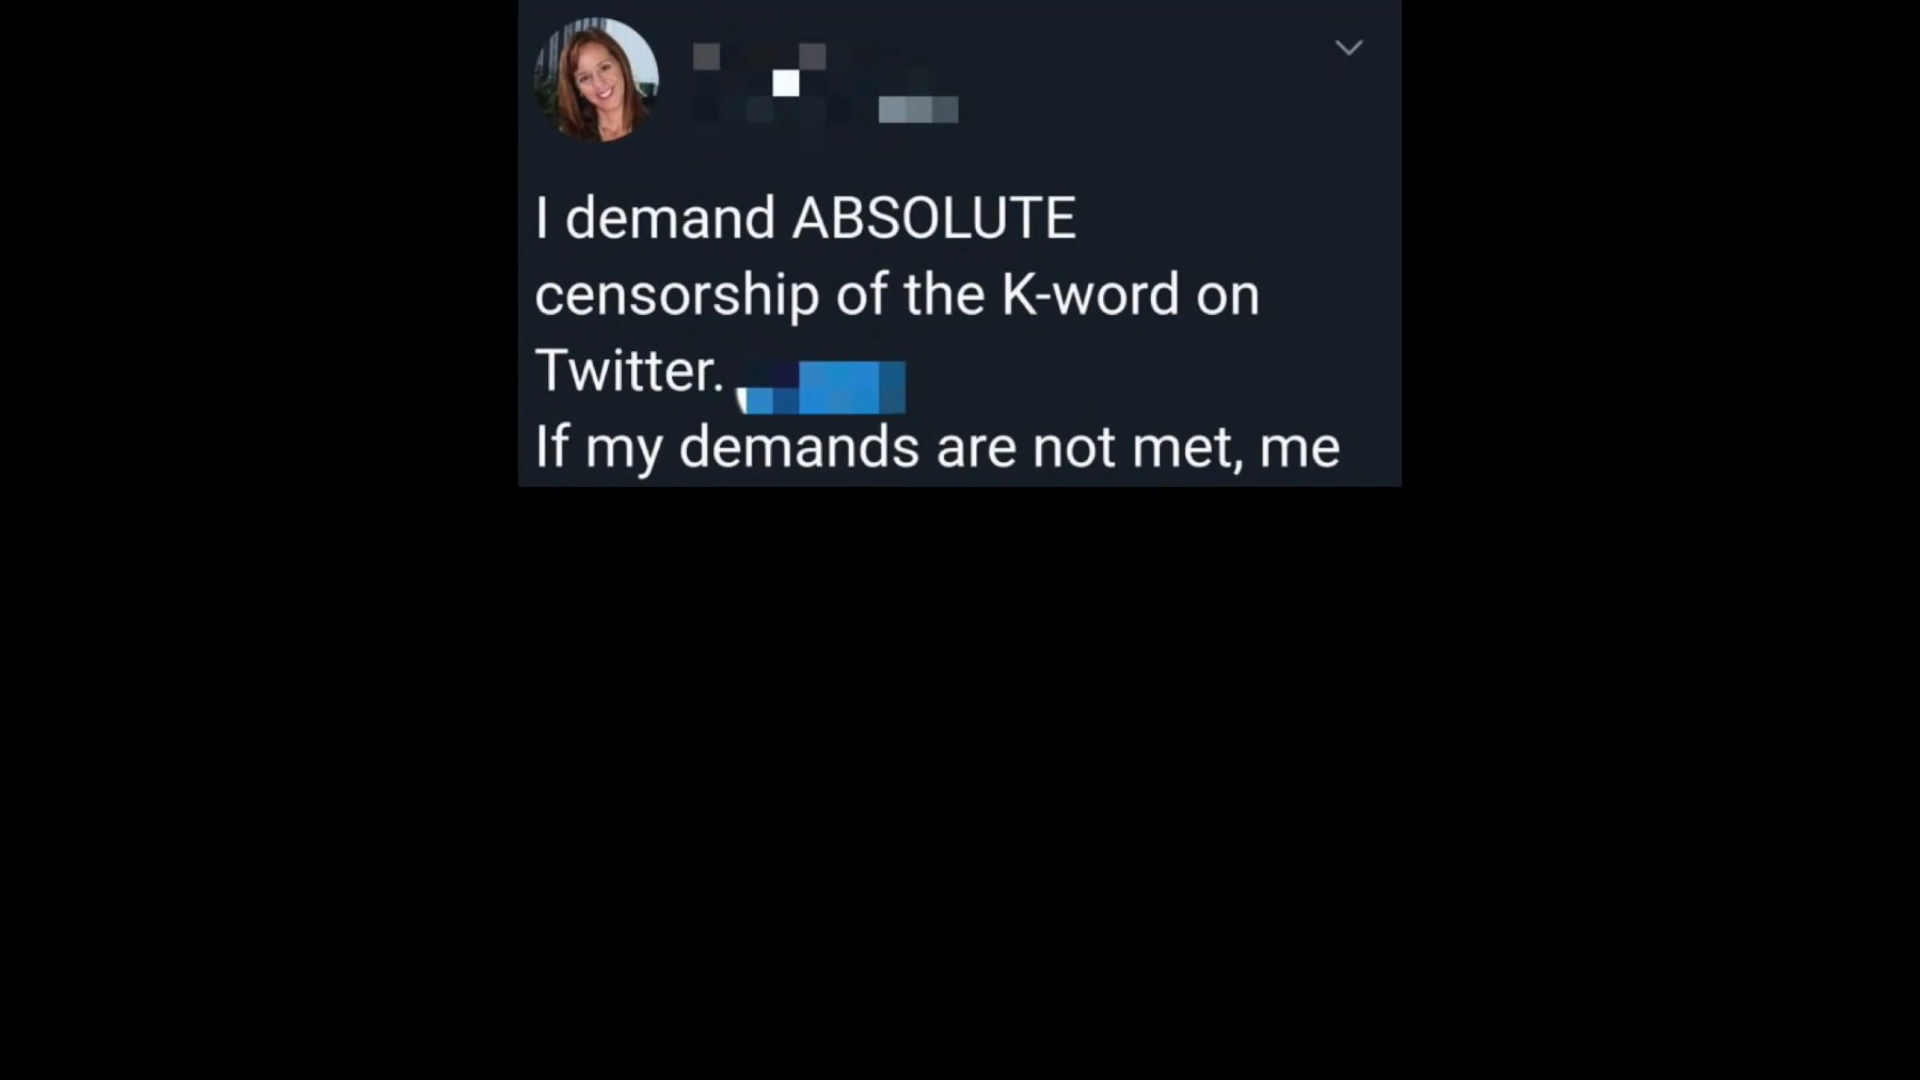 I demand ABSOLUTE
censorship of the K-word on
Twitter.
If my demands are not met, me